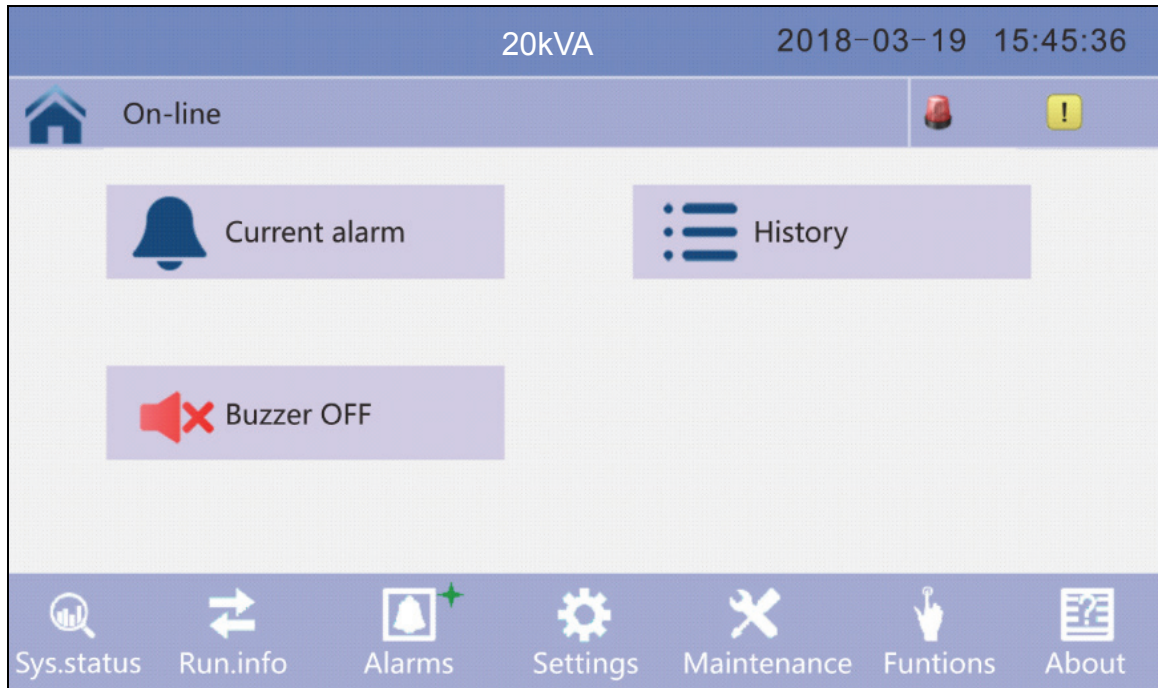 20kVA 2018-03-19 15:45:36
On-line !
Current alarm History
Buzzer OFF
?
Sys.status Run.info Alarms Settings Maintenance Funtions About